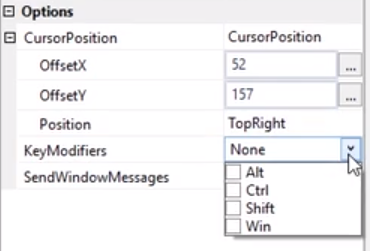 Options
CursorPosition CursorPosition
OffsetX 52 ...
OffsetY 157 ...
Position TopRight
KeyModifiers None
SendWindowMessages
Alt
Ctrl
Shift
Win